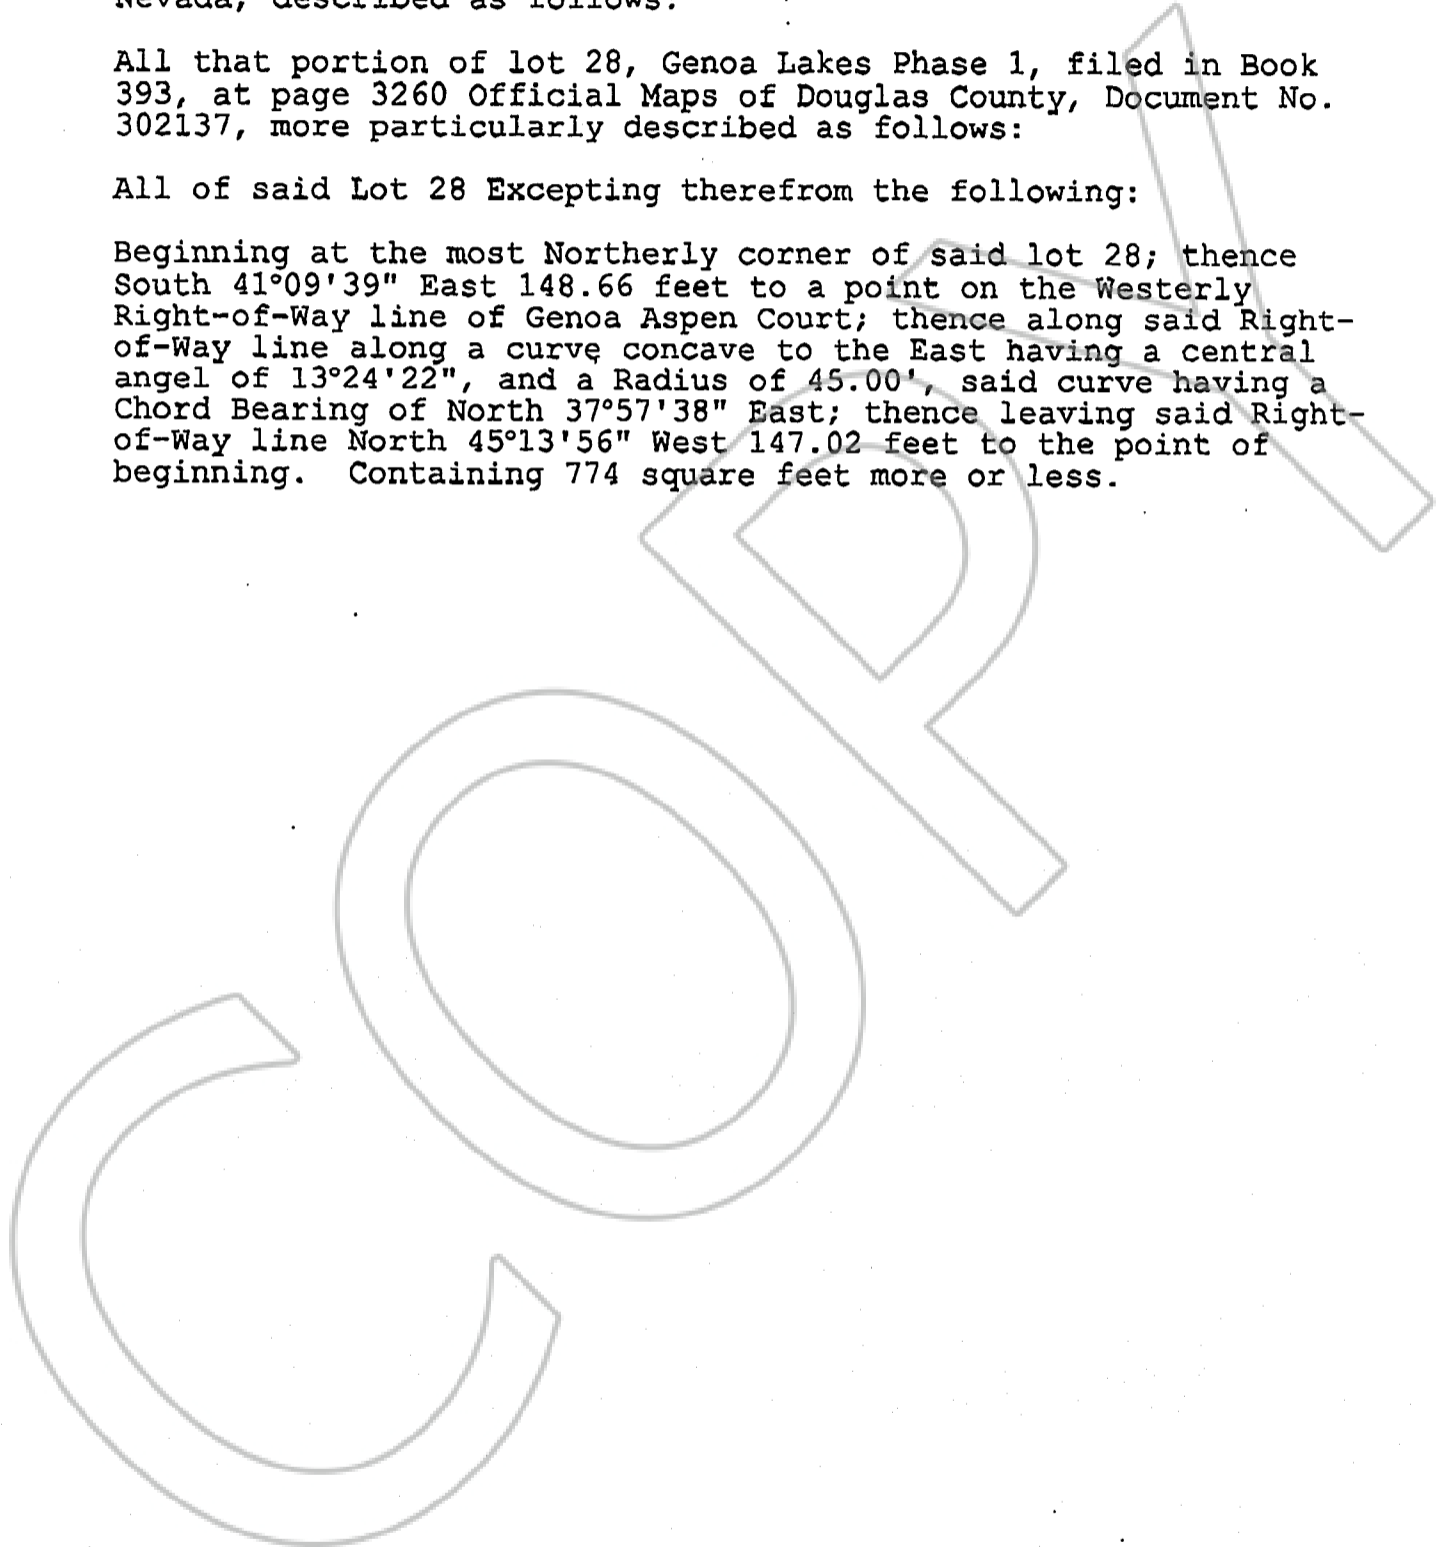 Nevada, described as follows:
All that portion of lot 28, Genoa Lakes Phase 1, filed in Book
393, at page 3260 Official Maps of Douglas County, Document No.
302137, more particularly described as follows:
All of said Lot 28 Excepting therefrom the following:
Beginning at the most Northerly corner of said lot 28; thence
South 41°09'39" East 148.66 feet to a point on the Westerly
Right-of-Way line of Genoa Aspen Court; thence along said Right-
of-Way line along a curve concave to the East having a central
angel of 13°24'22", and a Radius of 45.00', said curve having a
Chord Bearing of North 37°57'38" East; thence leaving said Right-
of-Way line North 45°13'56" West 147.02 feet to the point of
beginning.  Containing 774 square feet more or less.
COPY